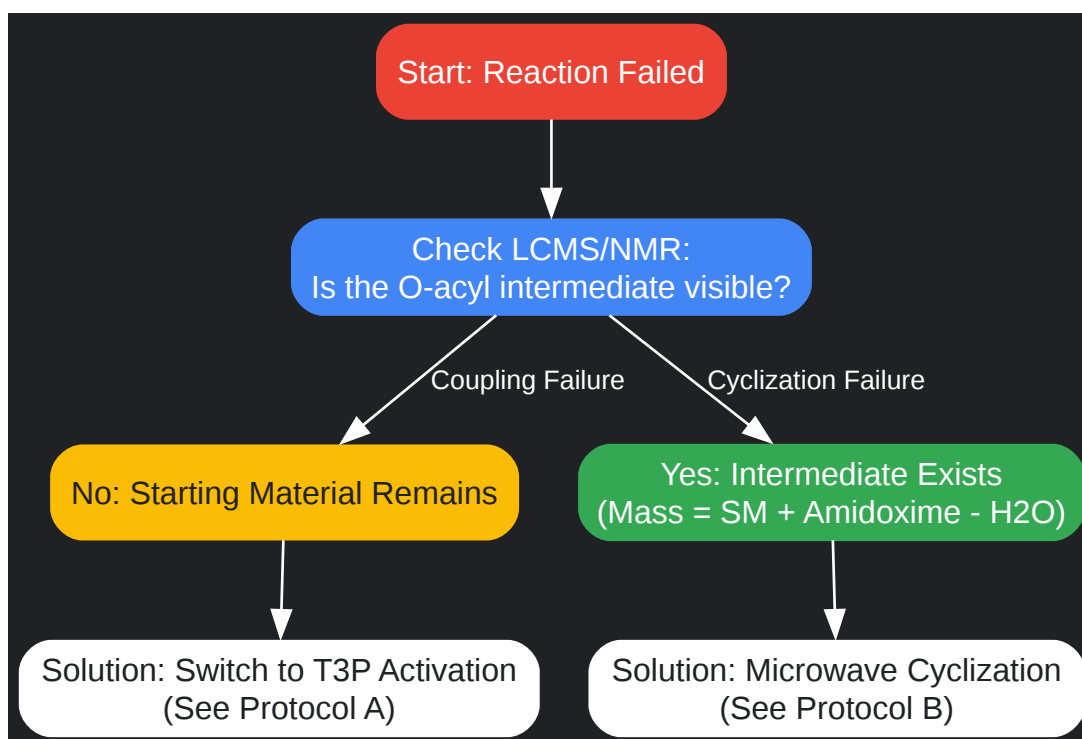 Start: Reaction Failed
Check LCMS/NMR:
Is the O-acyl intermediate visible?
Coupling Failure
Cyclization Failure
No: Starting Material Remains
Yes: Intermediate Exists
(Mass = SM + Amidoxime - H2O)
Solution: Switch to T3P Activation
(See Protocol A)
Solution: Microwave Cyclization
(See Protocol B)